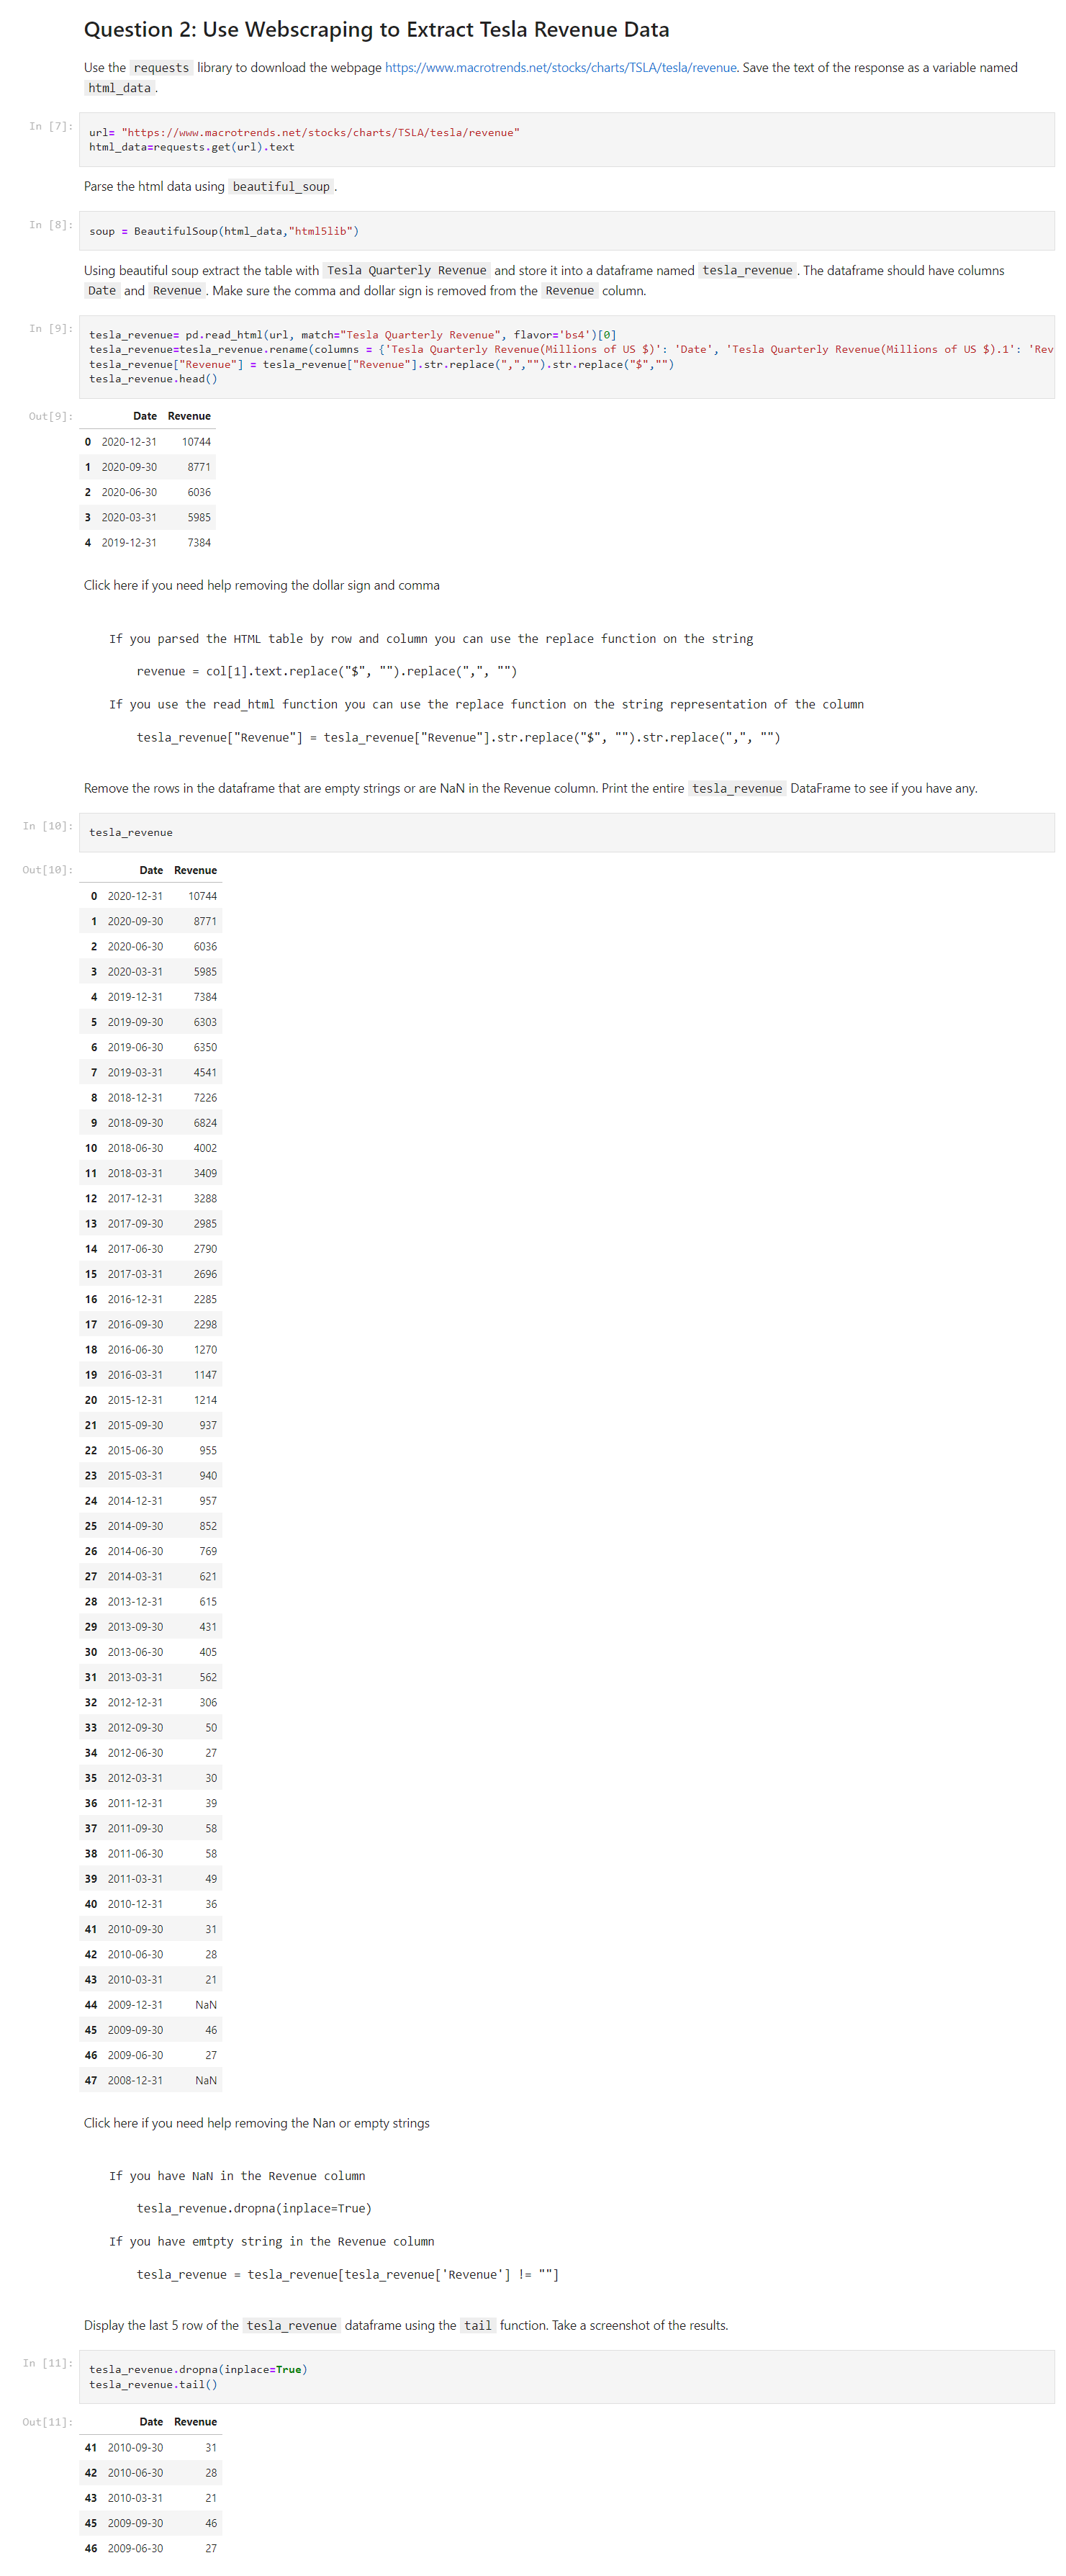 Question 2: Use Webscraping to Extract Tesla Revenue Data
Use the requests library to download the webpage https://www.macrotrends.net/stocks/charts/TSLA/tesla/revenue. Save the text of the response as a variable named
html_data .
In [7]:
url= "https://www.macrotrends.net/stocks/charts/TSLA/tesla/revenue"
html_data=requests.get(url).text
Parse the html data using beautiful_soup .
In [8]:
soup = BeautifulSoup(html_data,"html5lib")
Using beautiful soup extract the table with Tesla Quarterly Revenue and store it into a dataframe named tesla_revenue . The dataframe should have columns
Date and Revenue . Make sure the comma and dollar sign is removed from the Revenue column.
In [9]:
tesla_revenue= pd.read_html(url, match="Tesla Quarterly Revenue", flavor='bs4')[0]
tesla_revenue=tesla_revenue.rename(columns = {'Tesla Quarterly Revenue(Millions of US $)': 'Date', 'Tesla Quarterly Revenue(Millions of US $).1': 'Rev
tesla_revenue["Revenue"] = tesla_revenue["Revenue"].str.replace(",","").str.replace("$","")
tesla_revenue.head()
Out[9]:
Date Revenue
0 2020-12-31 10744
1 2020-09-30 8771
2 2020-06-30 6036
3 2020-03-31 5985
4 2019-12-31 7384
Click here if you need help removing the dollar sign and comma
If you parsed the HTML table by row and column you can use the replace function on the string
revenue = col[1].text.replace("$", "").replace(",", "")
If you use the read_html function you can use the replace function on the string representation of the column
tesla_revenue["Revenue"] = tesla_revenue["Revenue"].str.replace("$", "").str.replace(",", "")
Remove the rows in the dataframe that are empty strings or are NaN in the Revenue column. Print the entire tesla_revenue DataFrame to see if you have any.
In [10]:
tesla_revenue
Out[10]:
Date Revenue
0 2020-12-31 10744
1 2020-09-30 8771
2 2020-06-30 6036
3 2020-03-31 5985
4 2019-12-31 7384
5 2019-09-30 6303
6 2019-06-30 6350
7 2019-03-31 4541
8 2018-12-31 7226
9 2018-09-30 6824
10 2018-06-30 4002
11 2018-03-31 3409
12 2017-12-31 3288
13 2017-09-30 2985
14 2017-06-30 2790
15 2017-03-31 2696
16 2016-12-31 2285
17 2016-09-30 2298
18 2016-06-30 1270
19 2016-03-31 1147
20 2015-12-31 1214
21 2015-09-30 937
22 2015-06-30 955
23 2015-03-31 940
24 2014-12-31 957
25 2014-09-30 852
26 2014-06-30 769
27 2014-03-31 621
28 2013-12-31 615
29 2013-09-30 431
30 2013-06-30 405
31 2013-03-31 562
32 2012-12-31 306
33 2012-09-30 50
34 2012-06-30 27
35 2012-03-31 30
36 2011-12-31 39
37 2011-09-30 58
38 2011-06-30 58
39 2011-03-31 49
40 2010-12-31 36
41 2010-09-30 31
42 2010-06-30 28
43 2010-03-31 21
44 2009-12-31 NaN
45 2009-09-30 46
46 2009-06-30 27
47 2008-12-31 NaN
Click here if you need help removing the Nan or empty strings
If you have NaN in the Revenue column
tesla_revenue.dropna(inplace=True)
If you have emtpty string in the Revenue column
tesla_revenue = tesla_revenue[tesla_revenue['Revenue'] != ""]
Display the last 5 row of the tesla_revenue dataframe using the tail function. Take a screenshot of the results.
In [11]:
tesla_revenue.dropna(inplace=True)
tesla_revenue.tail()
Out[11]:
Date Revenue
41 2010-09-30 31
42 2010-06-30 28
43 2010-03-31 21
45 2009-09-30 46
46 2009-06-30 27